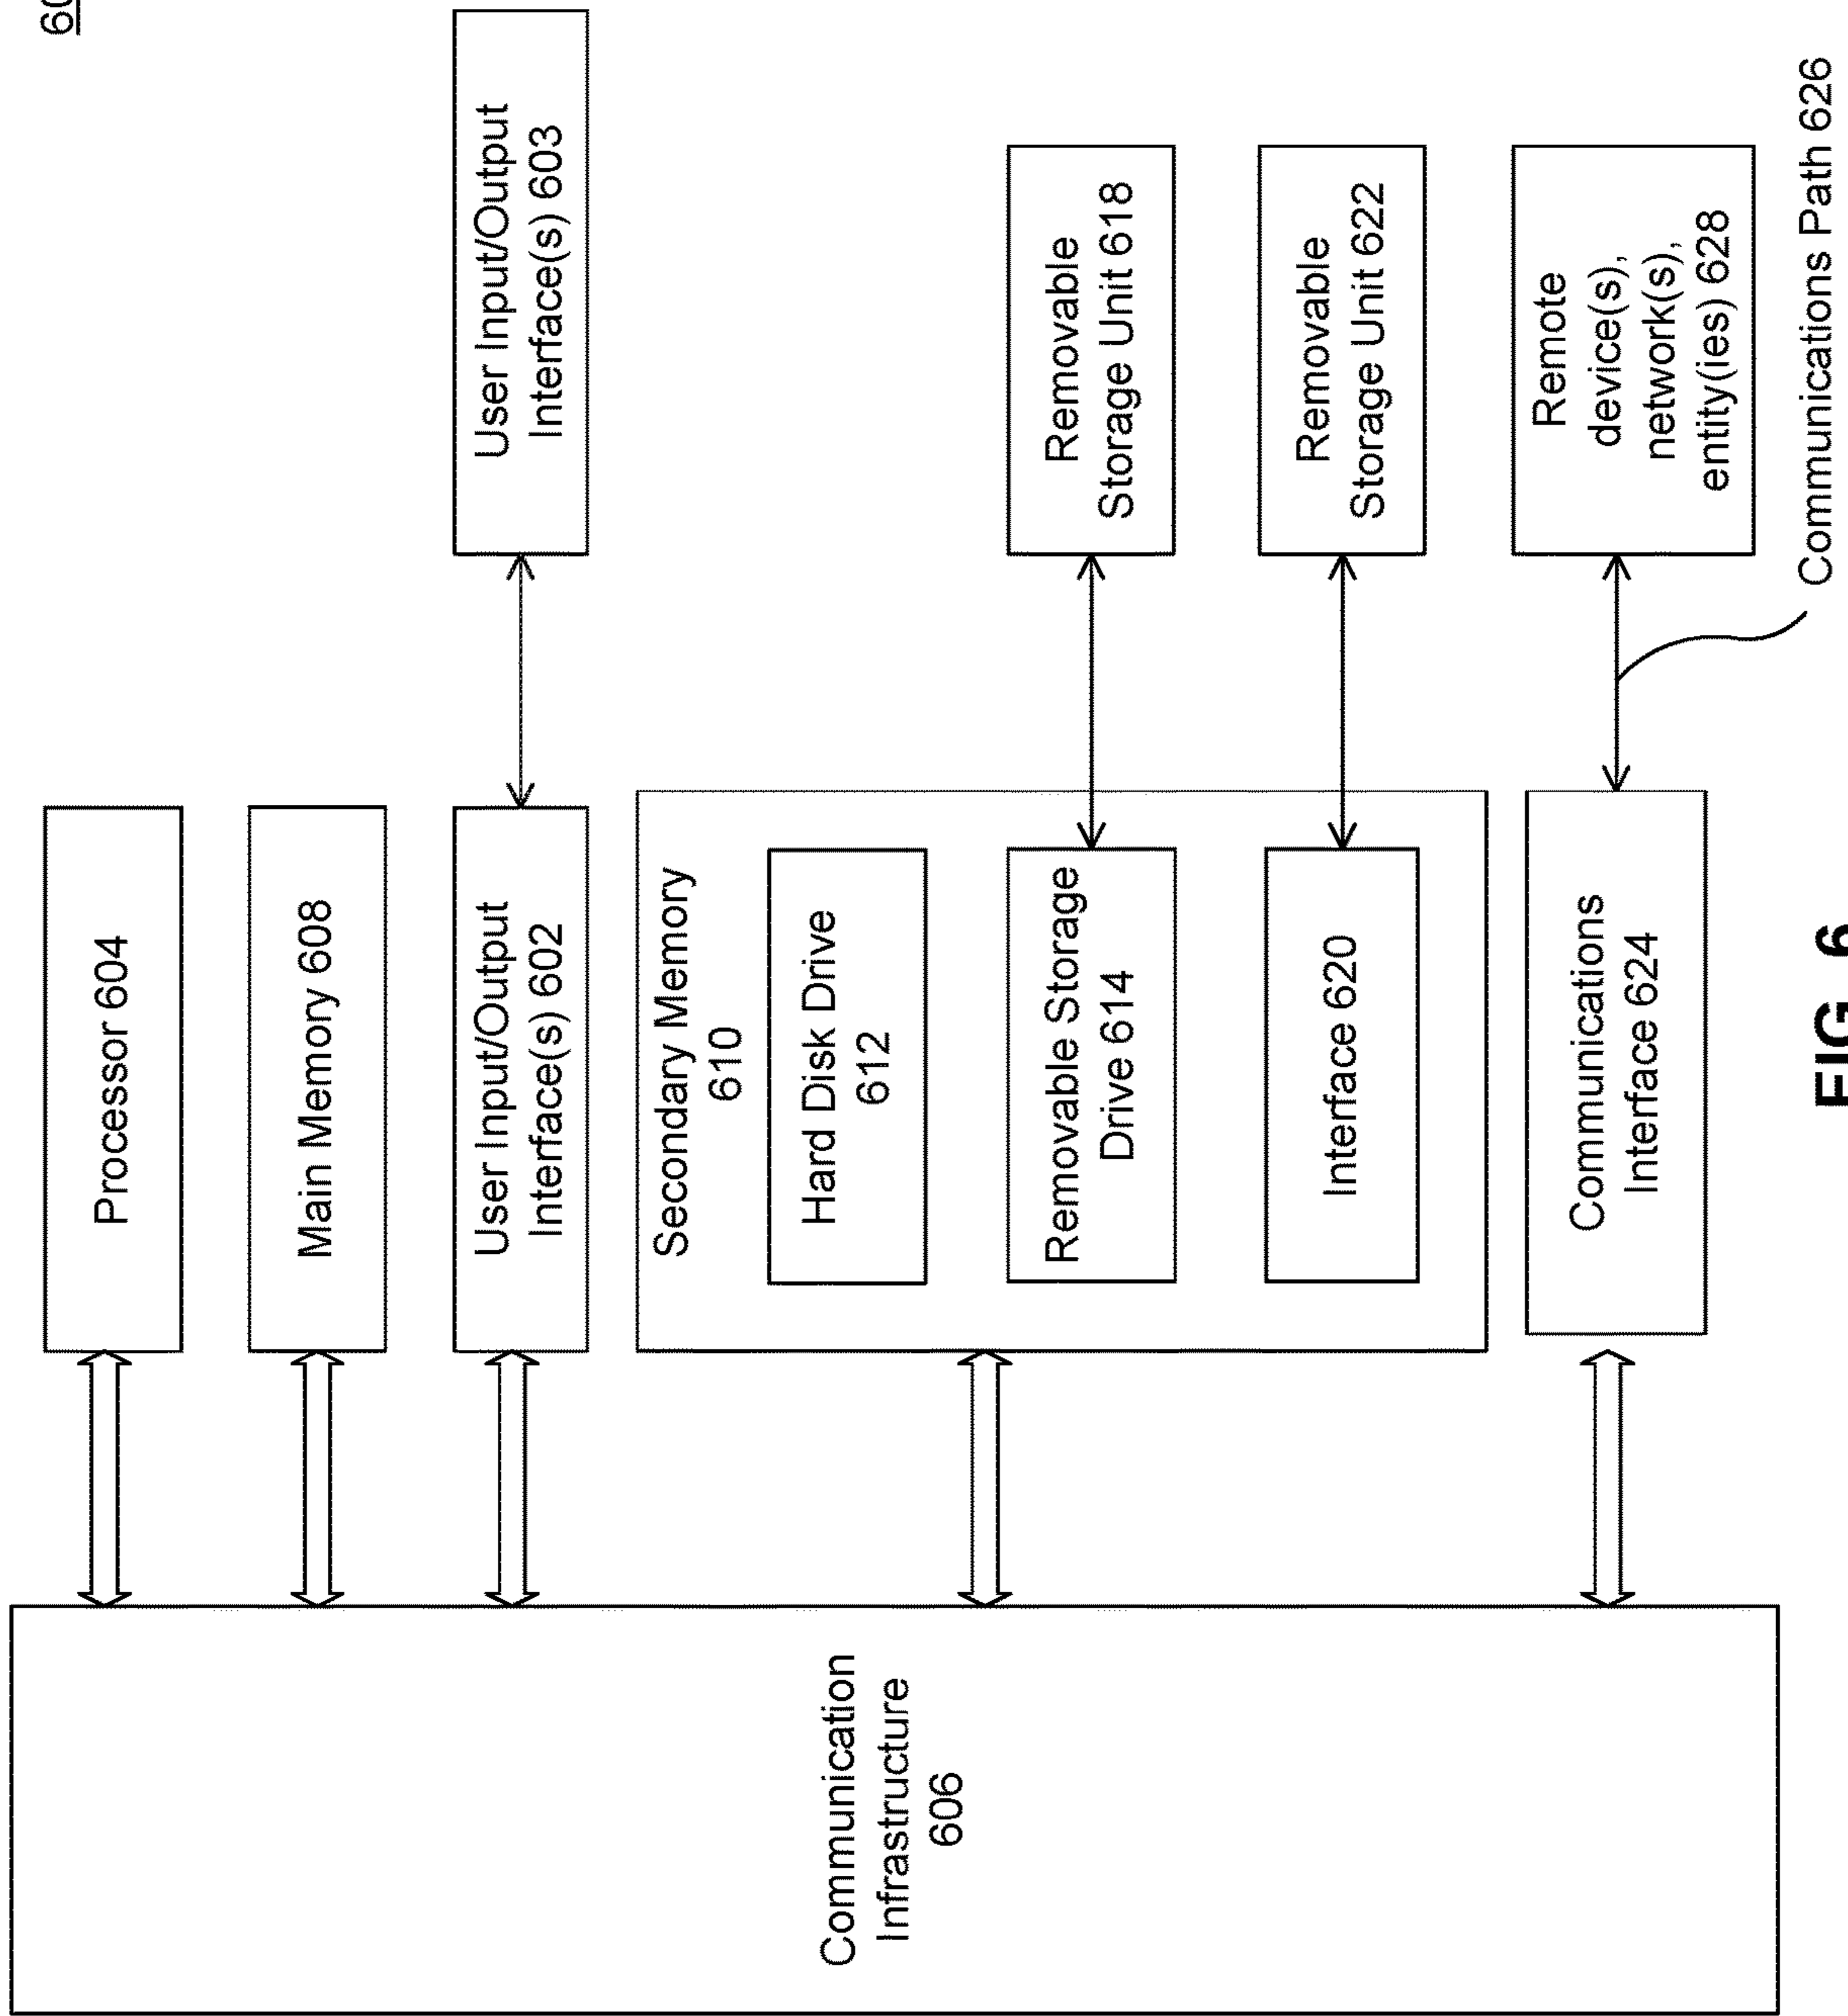 Processor 604
Main Memory 608
User Input/Output
Interface(s) 602
User Input/Output
Interface(s) 603
Communication
Infrastructure
606
Secondary Memory
610
Hard Disk Drive
612
Removable Storage
Drive 614
Removable
Storage Unit 618
Interface 620
Removable
Storage Unit 622
Communications
Interface 624
Remote
device(s),
network(s),
entity(ies) 628
Communications Path 626
FIG. 6